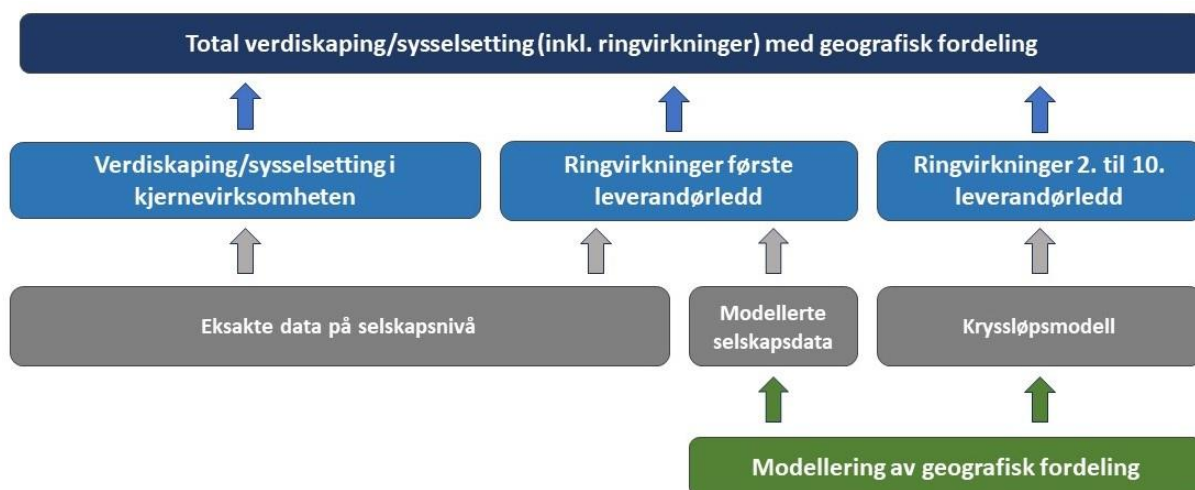 Total verdiskaping/sysselsetting (inkl. ringvirkninger) med geografisk fordeling
Verdiskaping/sysselsetting i
kjernevirksomheten
Ringvirkninger første
leverandørledd
Ringvirkninger 2. til 10.
leverandørledd
Eksakte data på selskapsnivå
Modellerte
selskapsdata
Kryssløpsmodell
Modellering av geografisk fordeling